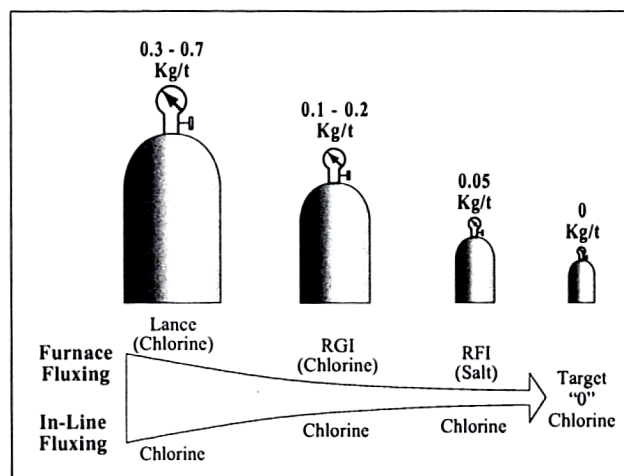 0.3 - 0.7
Kg/t
0.1 - 0.2
Kg/t
0.05
Kg/t
0
Kg/t
Lance
(Chlorine)
RGI
(Chlorine)
RFI
(Salt)
Furnace
Fluxing
Target
"0"
Chlorine
In-Line
Fluxing
Chlorine
Chlorine
Chlorine